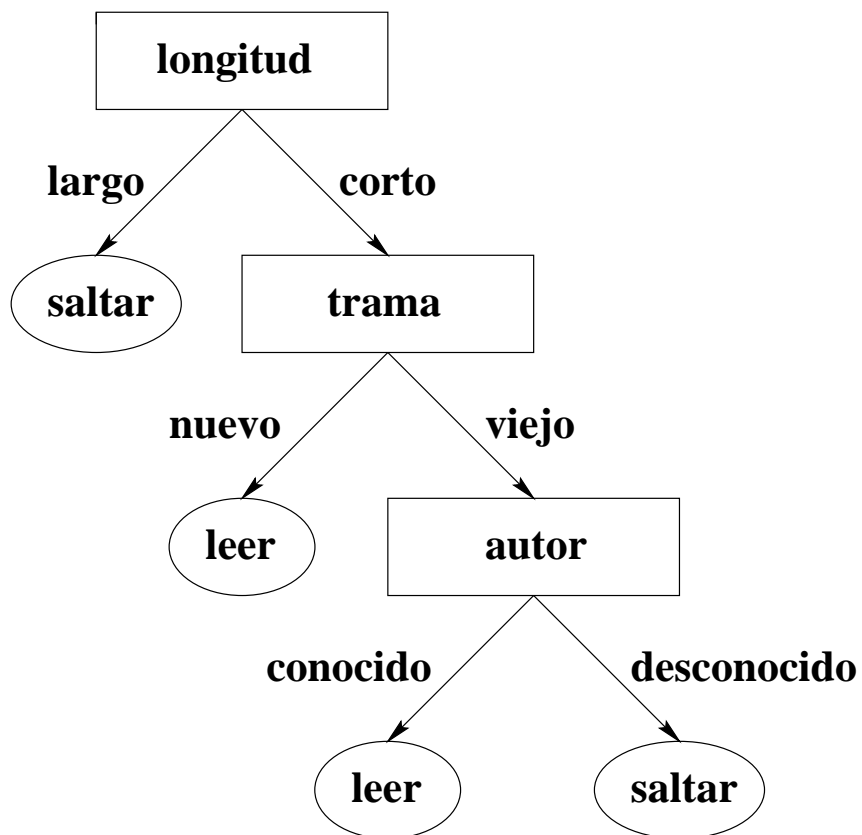 longitud
largo
corto
saltar
trama
nuevo
viejo
leer
autor
conocido
desconocido
leer
saltar